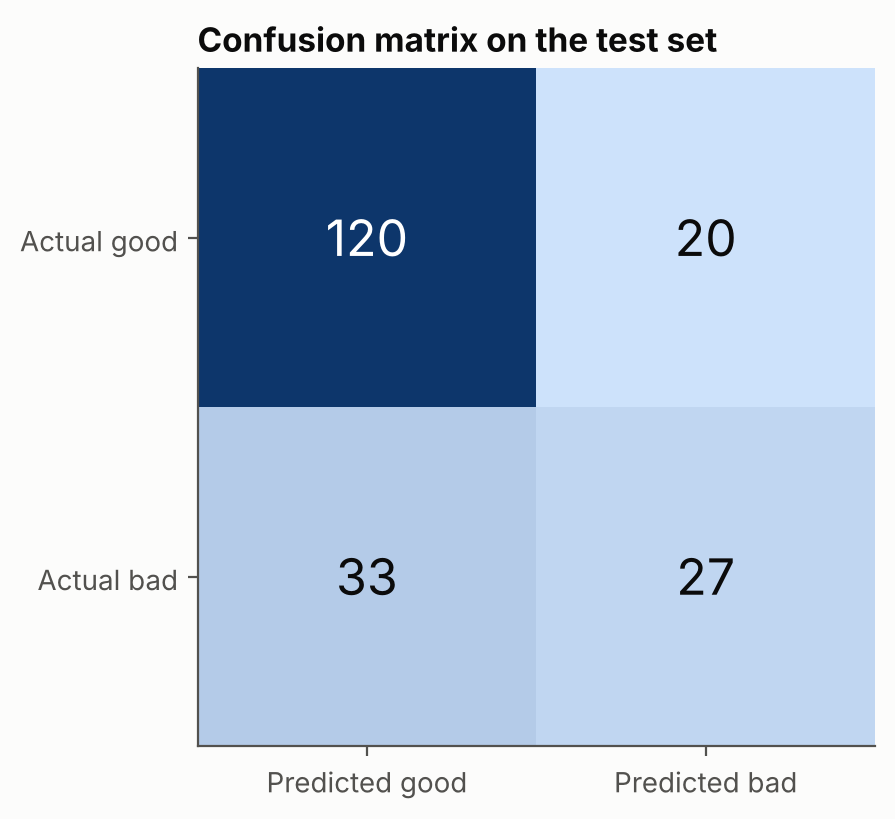 Confusion matrix on the test set
Actual good
120
20
Actual bad
33
27
Predicted good
Predicted bad